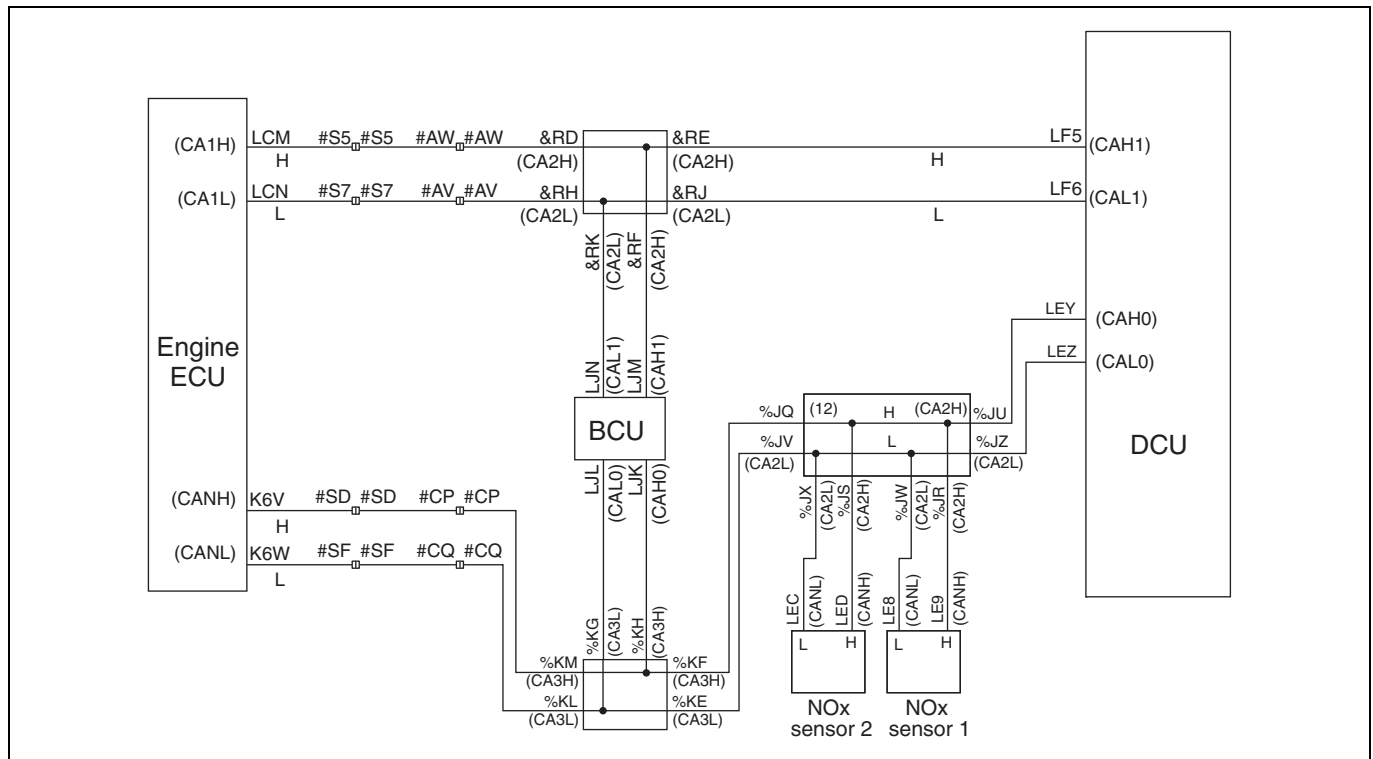 (CA1H) LCM #S5 #S5 #AW #AW &RD &RE LF5 (CAH1)
H (CA2H) (CA2H) H
(CA1L) LCN #S7 #S7 #AV #AV &RH &RJ LF6 (CAL1)
L (CA2L) (CA2L) L
&RK (CA2L) &RF (CA2H)
LEY (CAH0)
Engine
ECU
LEZ (CAL0)
LJN (CAL1) LJM (CAH1)
BCU
%JQ (12) H (CA2H) %JU
%JV L %JZ
(CA2L) (CA2L)
DCU
LJL (CAL0) LJK (CAH0)
%JX (CA2L) %JS (CA2H) %JW (CA2L) %JR (CA2H)
(CANH) K6V #SD #SD #CP #CP
H
(CANL) K6W #SF #SF #CQ #CQ
L
LEC (CANL) LED (CANH) LE8 (CANL) LE9 (CANH)
%KG (CA3L) %KH (CA3H)
L H L H
%KM %KF
(CA3H) (CA3H)
%KL %KE
(CA3L) (CA3L)
NOx
sensor 2
NOx
sensor 1